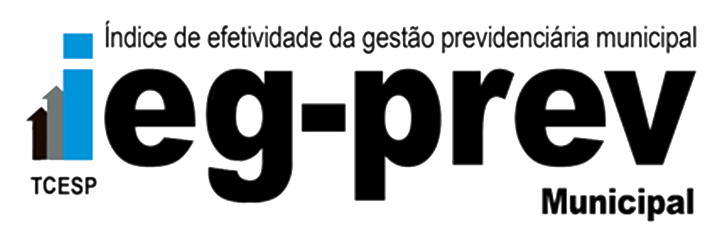 Índice de efetividade da gestão previdenciária municipal
ieg-prev
TCESP
Municipal